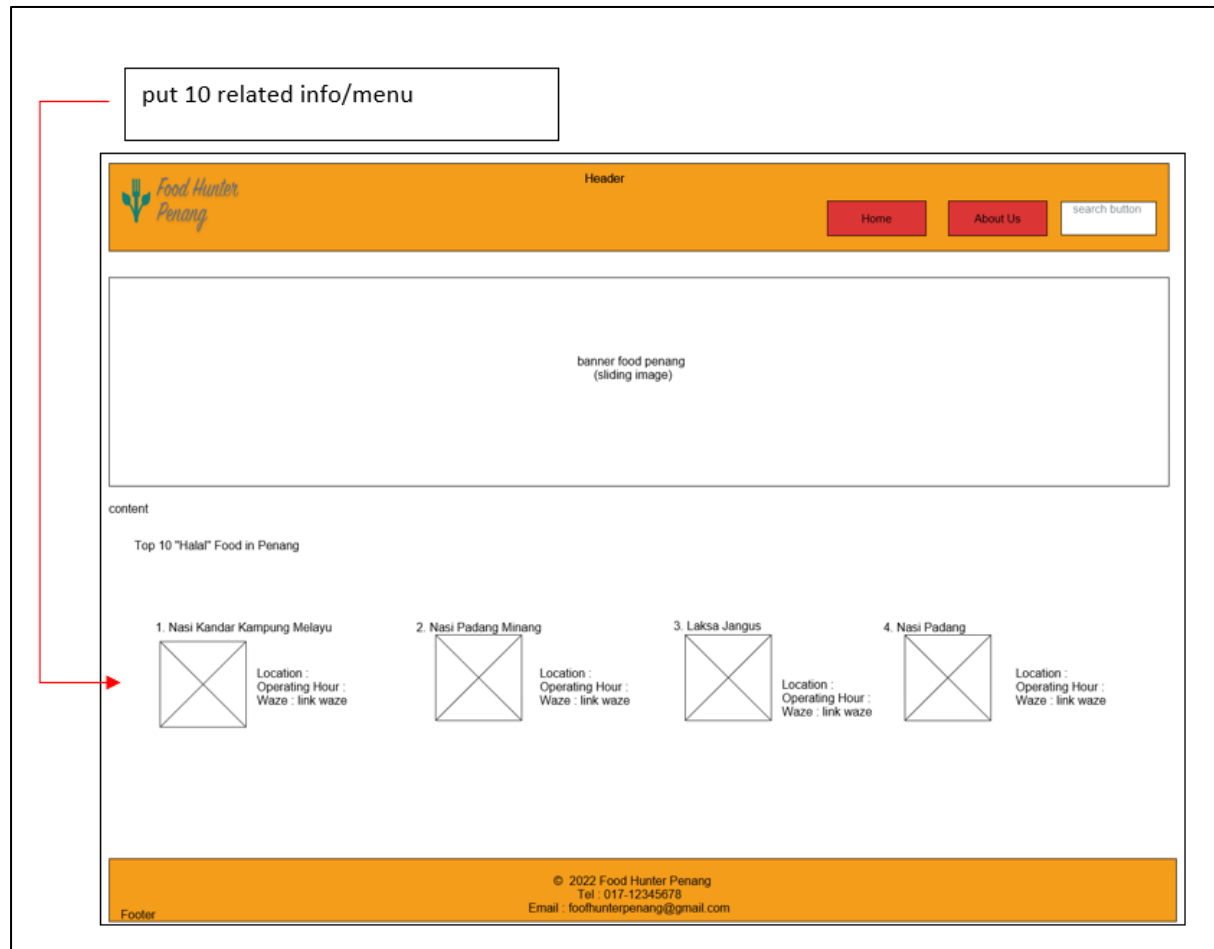 put 10 related info/menu
Food Hunter
Penang
Header
Home
About Us
search button
banner food penang
(sliding image)
content
Top 10 "Halal" Food in Penang
1. Nasi Kandar Kampung Melayu
Location :
Operating Hour :
Waze : link waze
2. Nasi Padang Minang
Location :
Operating Hour :
Waze : link waze
3. Laksa Jangus
Location :
Operating Hour :
Waze : link waze
4. Nasi Padang
Location :
Operating Hour :
Waze : link waze
© 2022 Food Hunter Penang
Tel : 017-12345678
Email : foofhunterpenang@gmail.com
Footer